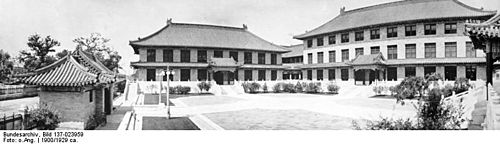 Bundesarchiv, Bild 137-023959
Foto: o.Ang. | 1900/1929 ca.